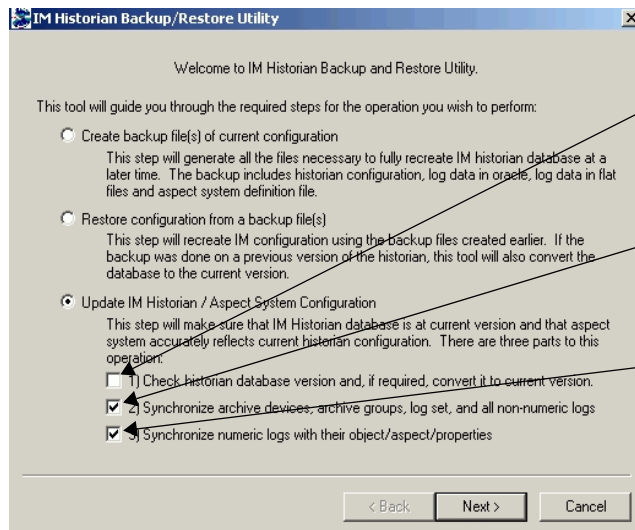 IM Historian Backup/Restore Utility
Welcome to IM Historian Backup and Restore Utility.
This tool will guide you through the required steps for the operation you wish to perform:
Create backup file(s) of current configuration
This step will generate all the files necessary to fully recreate IM historian database at a
later time. The backup includes historian configuration, log data in oracle, log data in flat
files and aspect system definition file.
Restore configuration from a backup file(s)
This step will recreate IM configuration using the backup files created earlier. If the
backup was done on a previous version of the historian, this tool will also convert the
database to the current version.
Update IM Historian / Aspect System Configuration
This step will make sure that IM Historian database is at current version and that aspect
system accurately reflects current historian configuration. There are three parts to this
operation:
1) Check historian database version and, if required, convert it to current version.
2) Synchronize archive devices, archive groups, log set, and all non-numeric logs
3) Synchronize numeric logs with their object/aspect/properties
< Back
Next >
Cancel